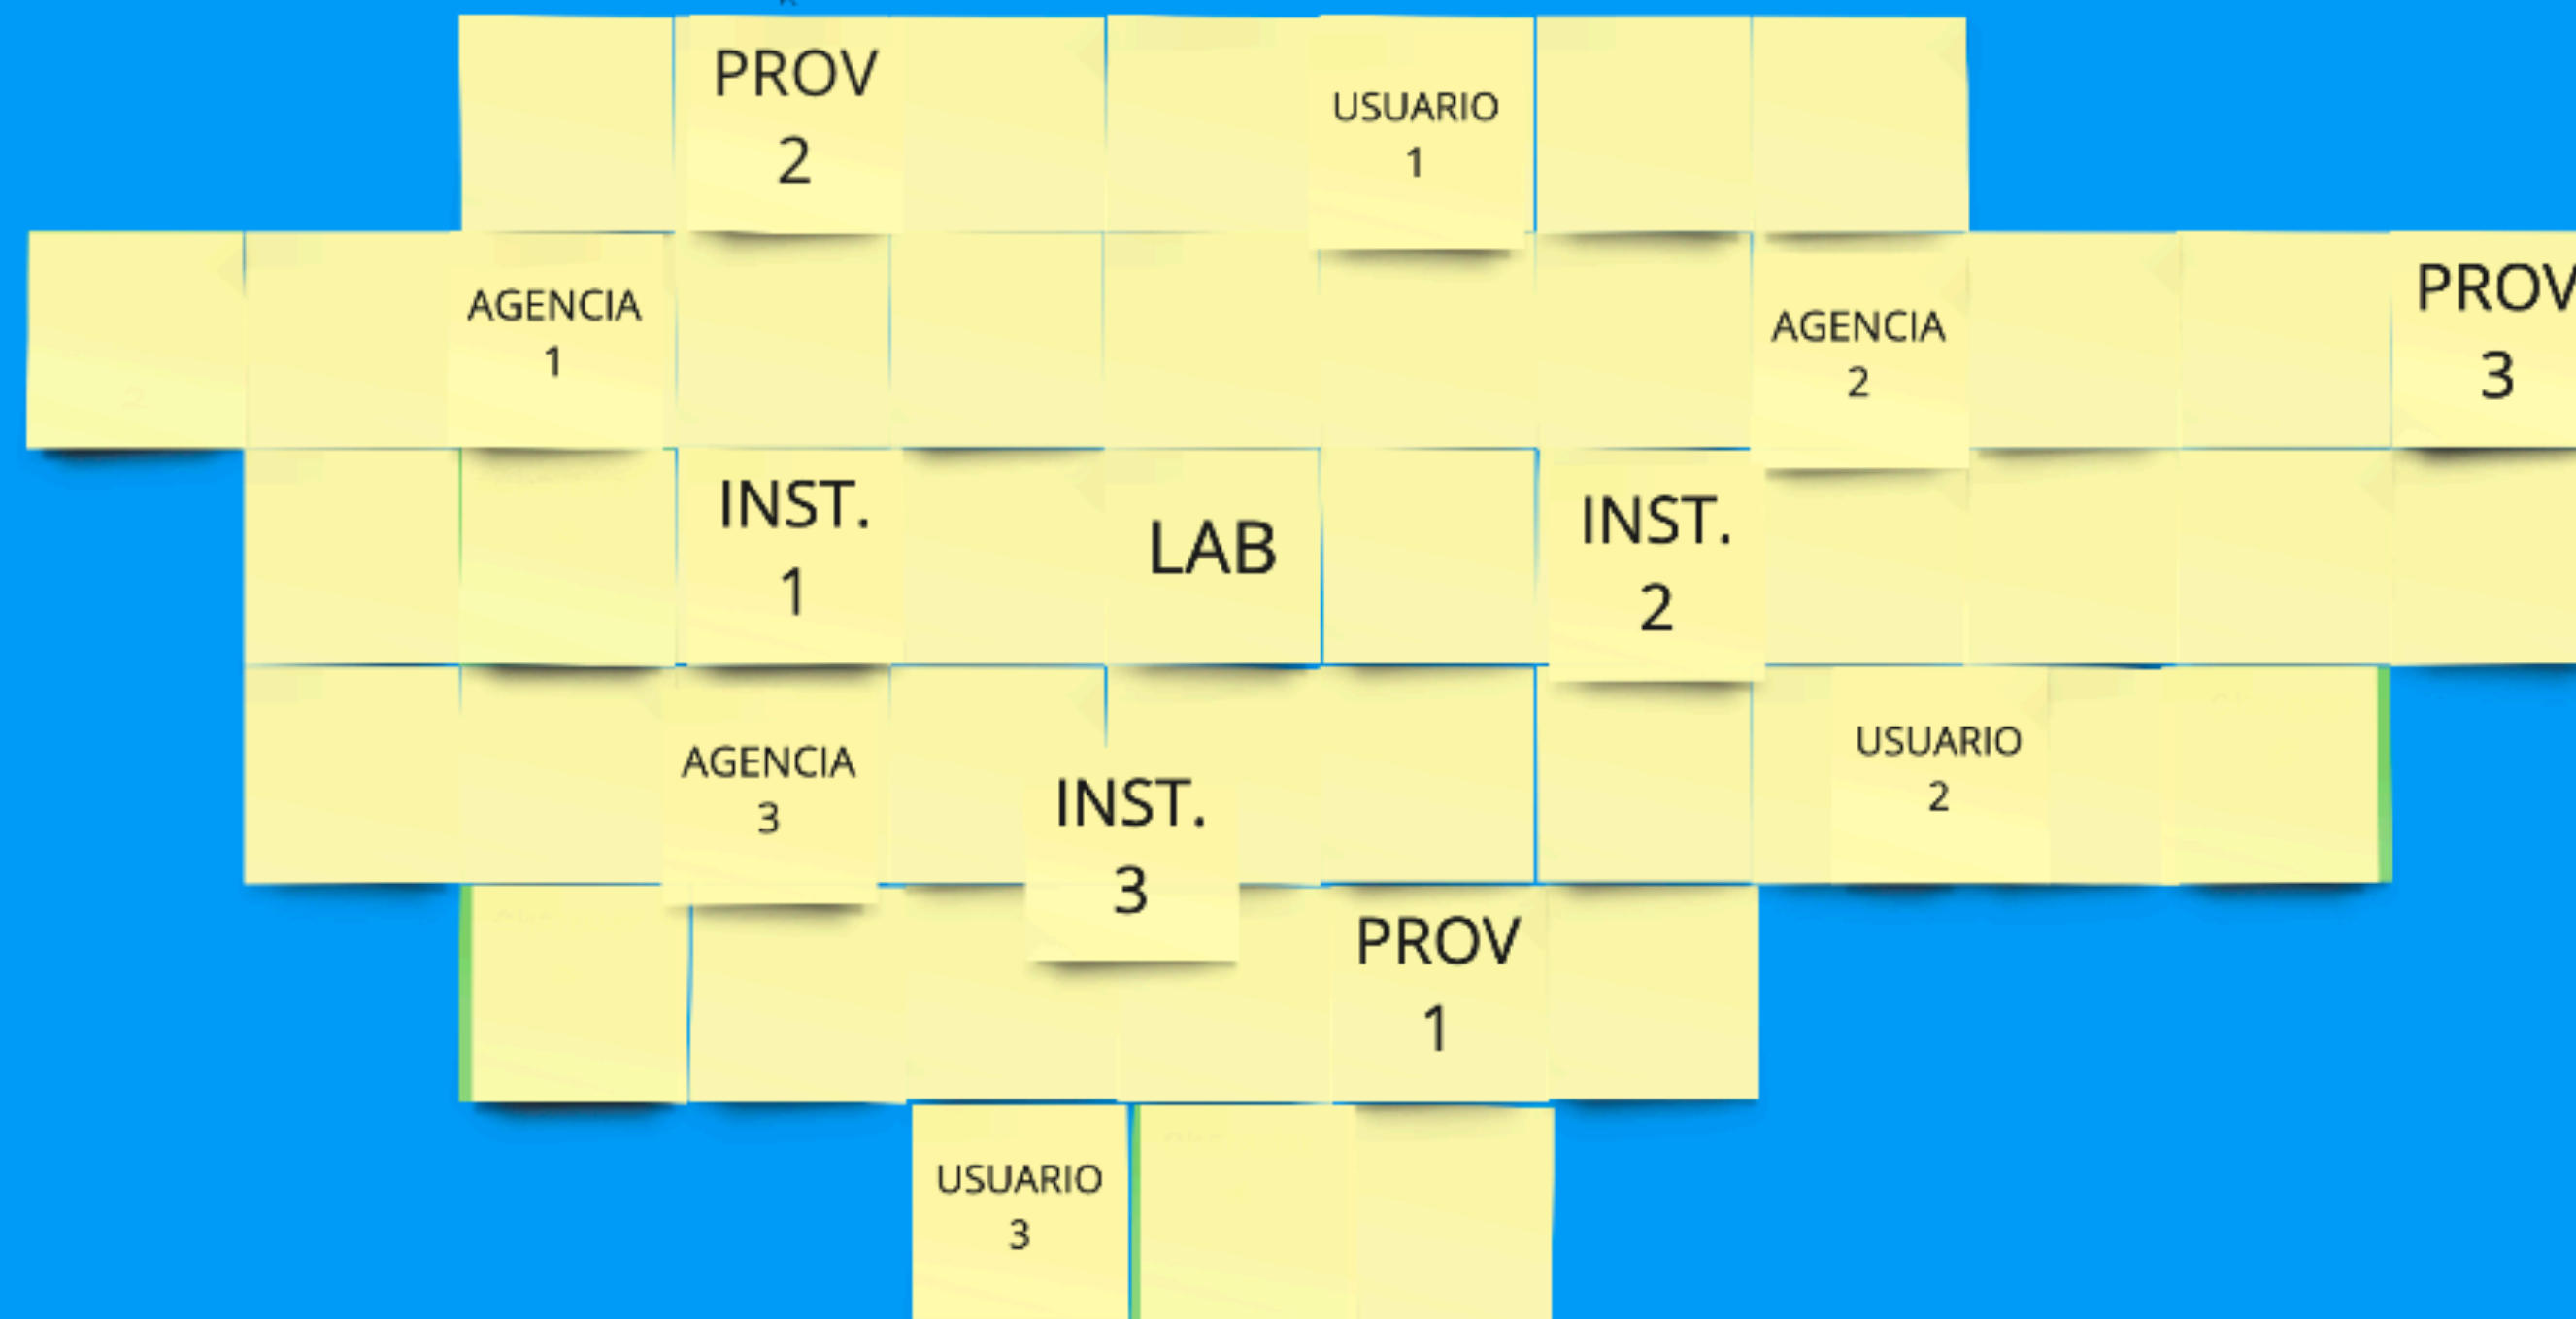 PROV
2
USUARIO
1
AGENCIA
1
AGENCIA
2
PROV
3
INST.
1
LAB
INST.
2
AGENCIA
3
INST.
3
USUARIO
2
PROV
1
USUARIO
3